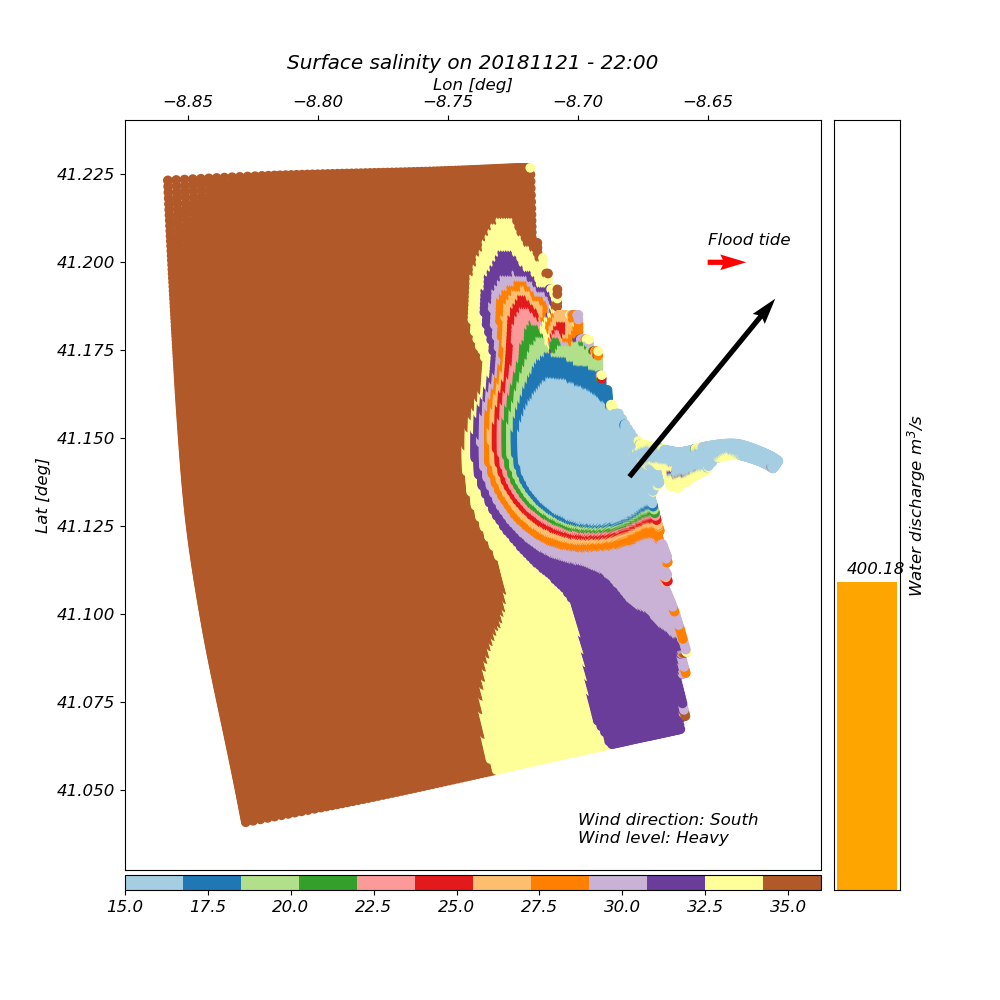 Surface salinity on 20181121 - 22:00
Lon [deg]
−8.85 −8.80 −8.75 −8.70 −8.65
Lat [deg]
41.225
41.200
41.175
41.150
41.125
41.100
41.075
41.050
Flood tide
Wind direction: South
Wind level: Heavy
400.18
Water discharge m³/s
15.0 17.5 20.0 22.5 25.0 27.5 30.0 32.5 35.0